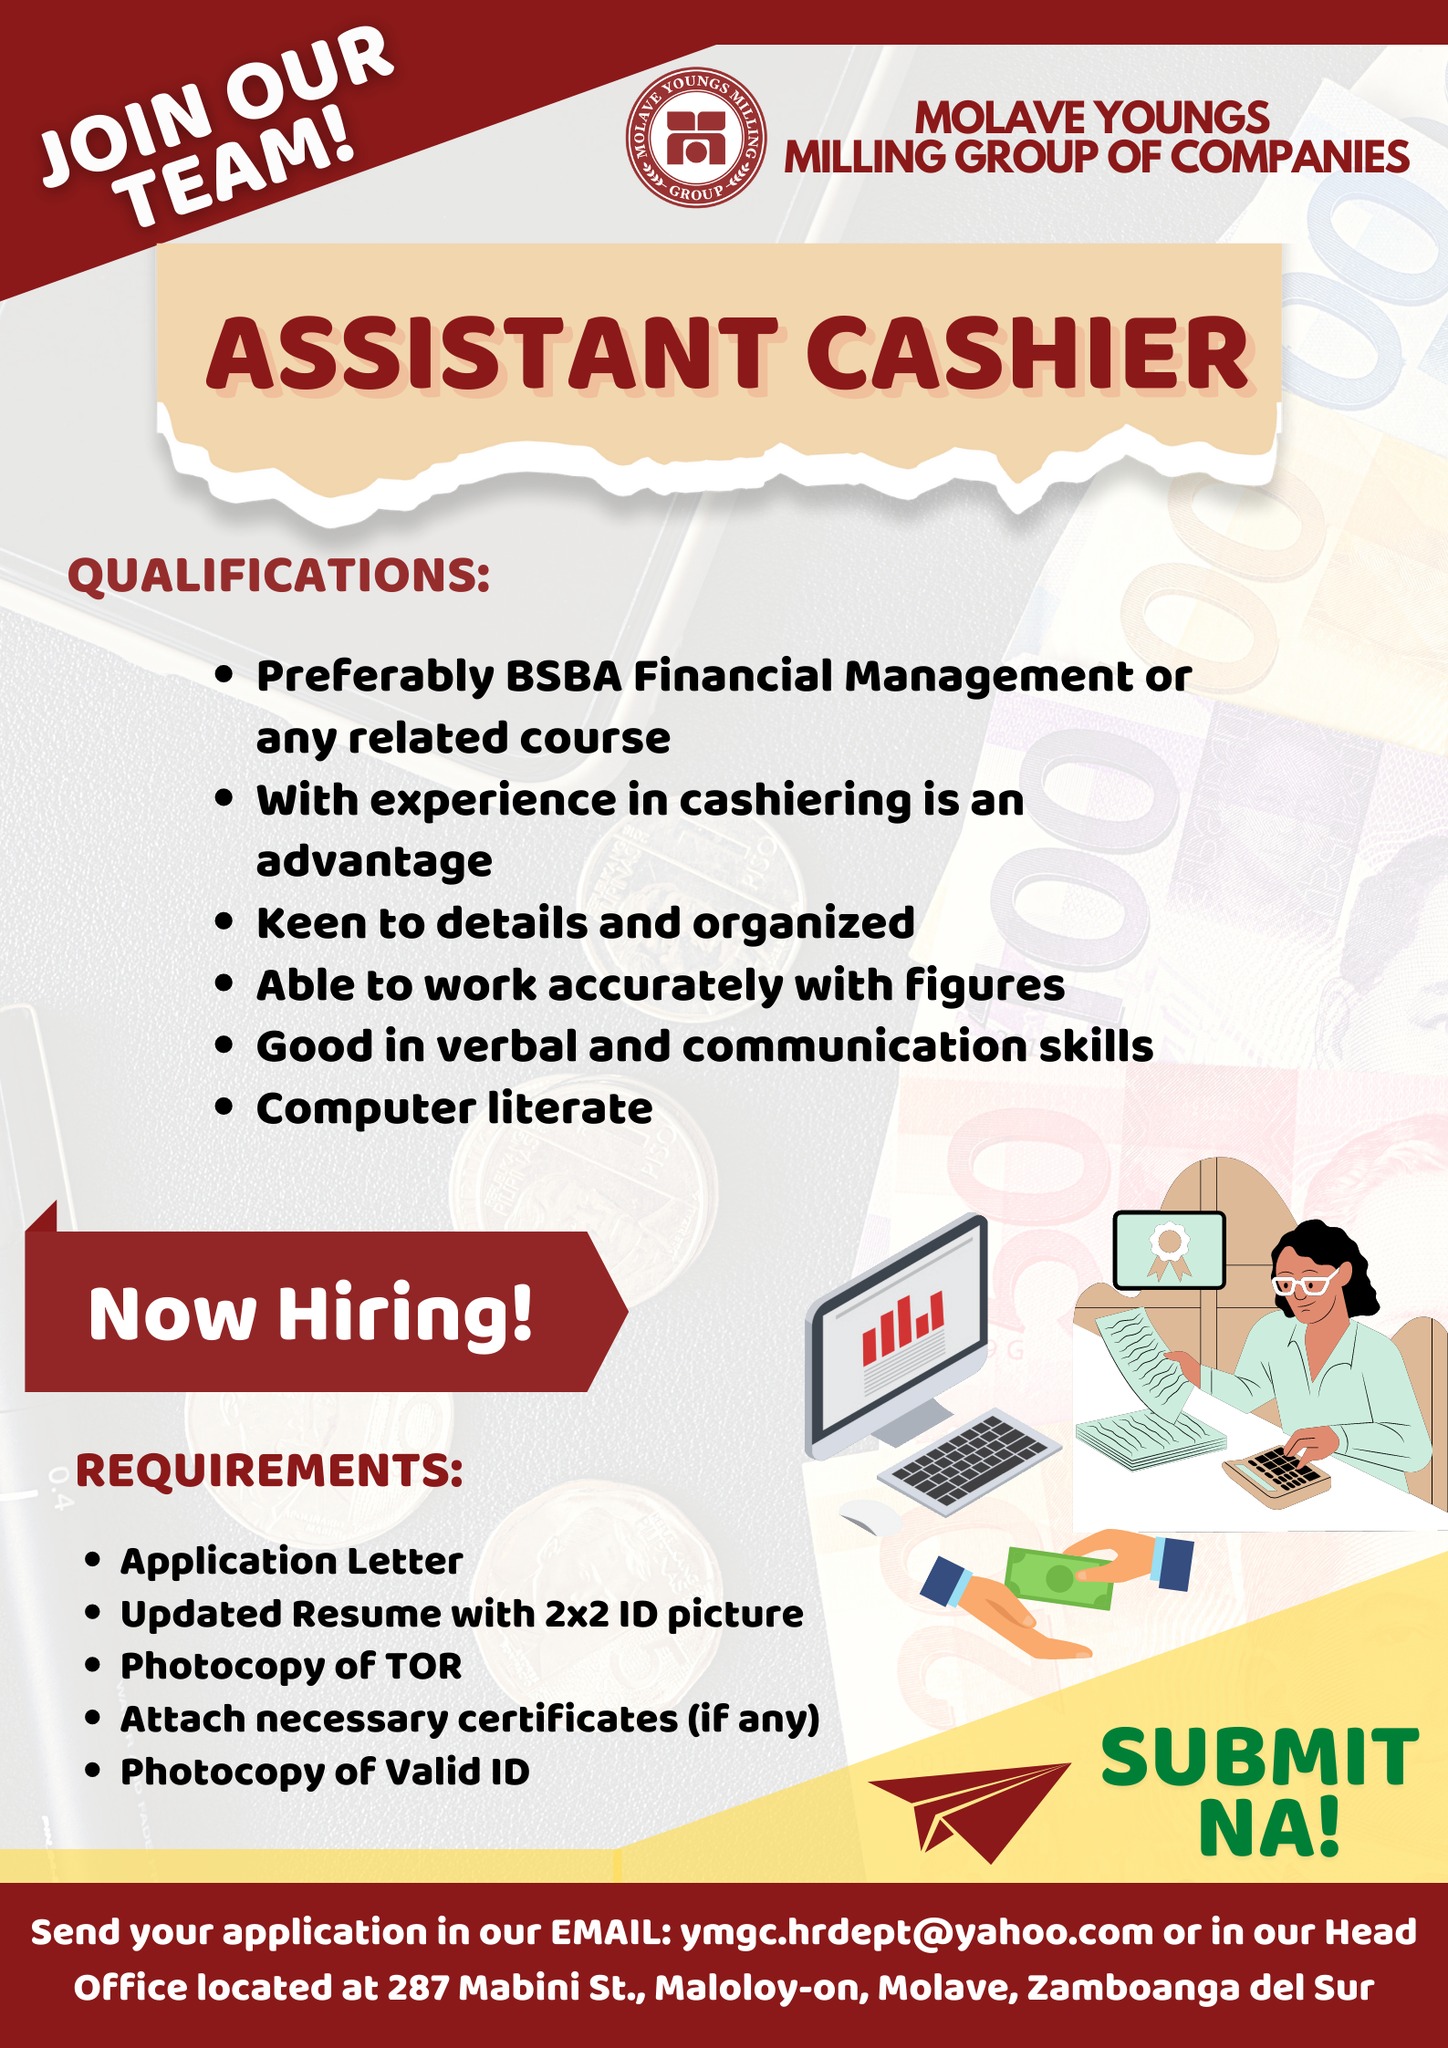 JOIN OUR
TEAM!
MOLAVE YOUNGS MILLING
GROUP
MOLAVE YOUNGS
MILLING GROUP OF COMPANIES
ASSISTANT CASHIER
QUALIFICATIONS:
• Preferably BSBA Financial Management or
any related course
• With experience in cashiering is an
advantage
• Keen to details and organized
• Able to work accurately with figures
• Good in verbal and communication skills
• Computer literate
Now Hiring!
REQUIREMENTS:
• Application Letter
• Updated Resume with 2x2 ID picture
• Photocopy of TOR
• Attach necessary certificates (if any)
• Photocopy of Valid ID
SUBMIT
NA!
Send your application in our EMAIL: ymgc.hrdept@yahoo.com or in our Head
Office located at 287 Mabini St., Maloloy-on, Molave, Zamboanga del Sur